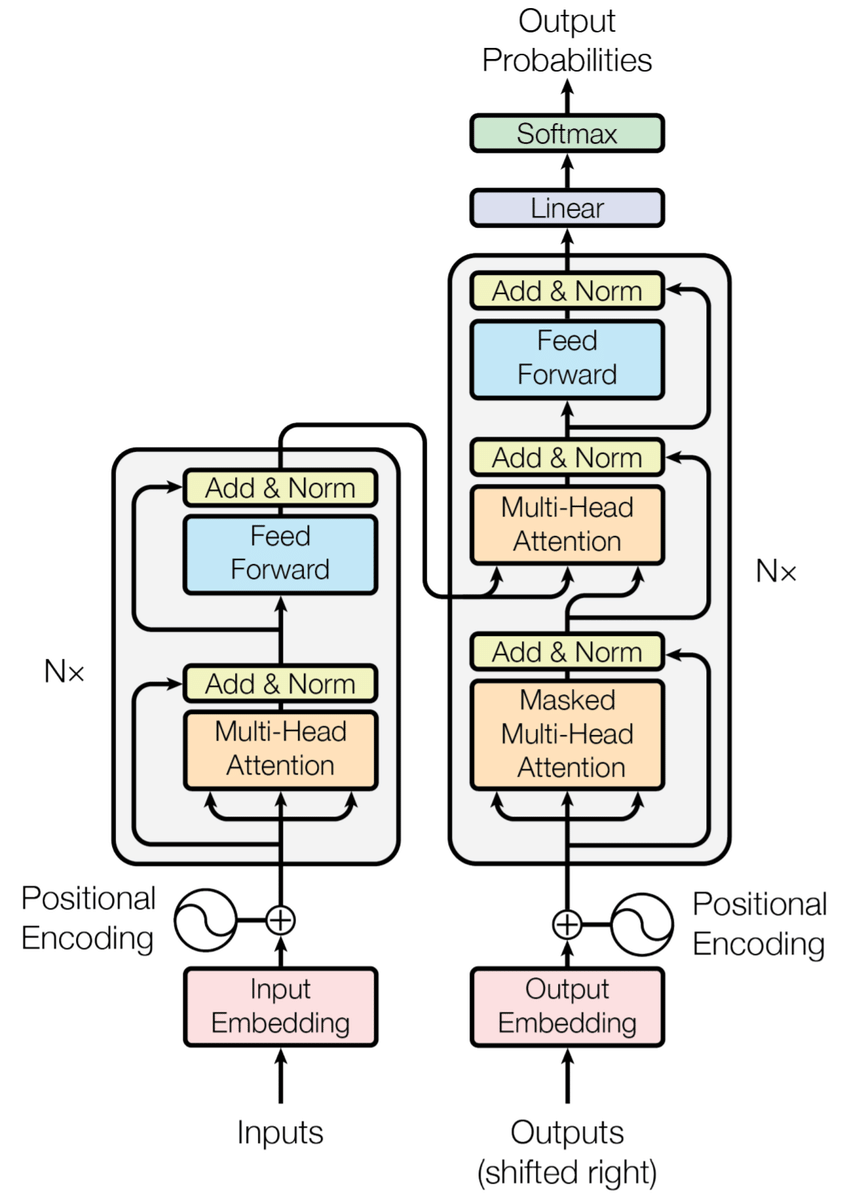 Output
Probabilities
Softmax
Linear
Add & Norm
Feed
Forward
Add & Norm
Multi-Head
Attention
N×
Add & Norm
Masked
Multi-Head
Attention
Add & Norm
Feed
Forward
N×
Add & Norm
Multi-Head
Attention
Positional
Encoding
Positional
Encoding
Input
Embedding
Output
Embedding
Inputs
Outputs
(shifted right)